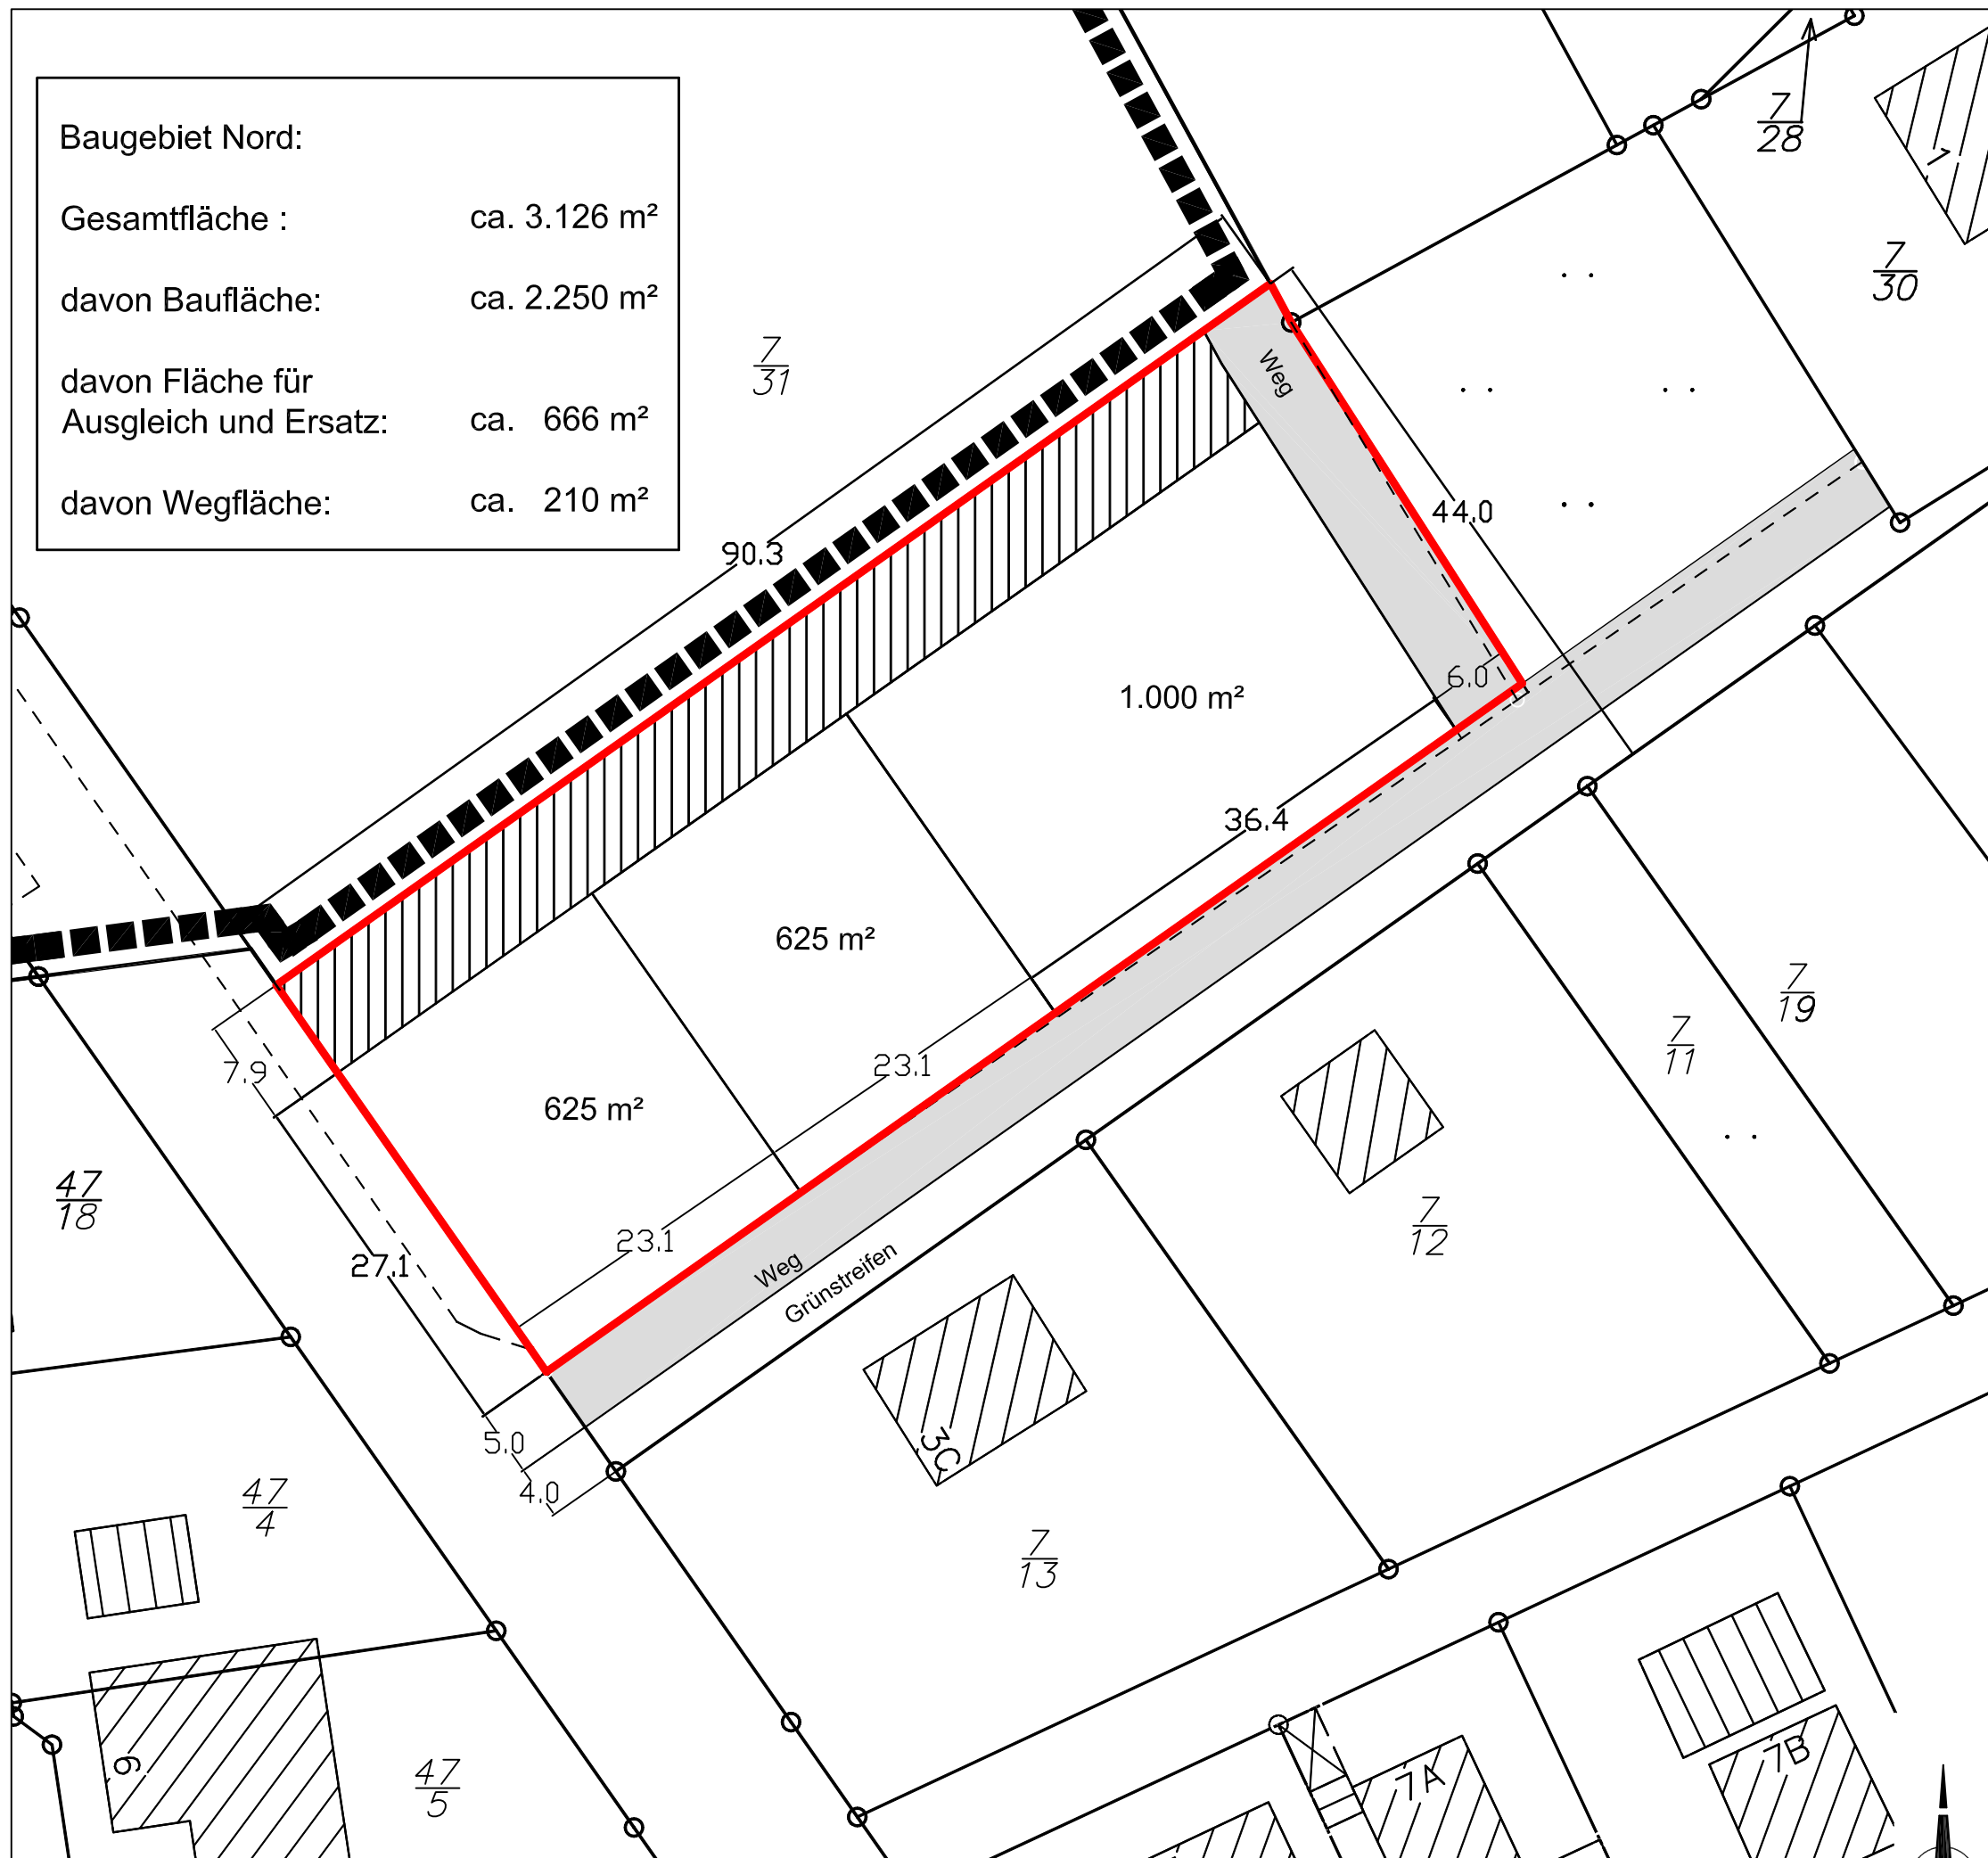 Baugebiet Nord:
Gesamtfläche : ca. 3.126 m²
davon Baufläche: ca. 2.250 m²
davon Fläche für
Ausgleich und Ersatz: ca. 666 m²
davon Wegfläche: ca. 210 m²
7
28
1
7
30
7
31
Weg
44.0
90.3
6.0
1.000 m²
36.4
625 m²
7
19
7
11
23.1
7.9
625 m²
47
18
7
12
23.1
27.1
Weg
Grünstreifen
3C
5.0
4.0
47
4
7
13
9
47
5
7A
7B